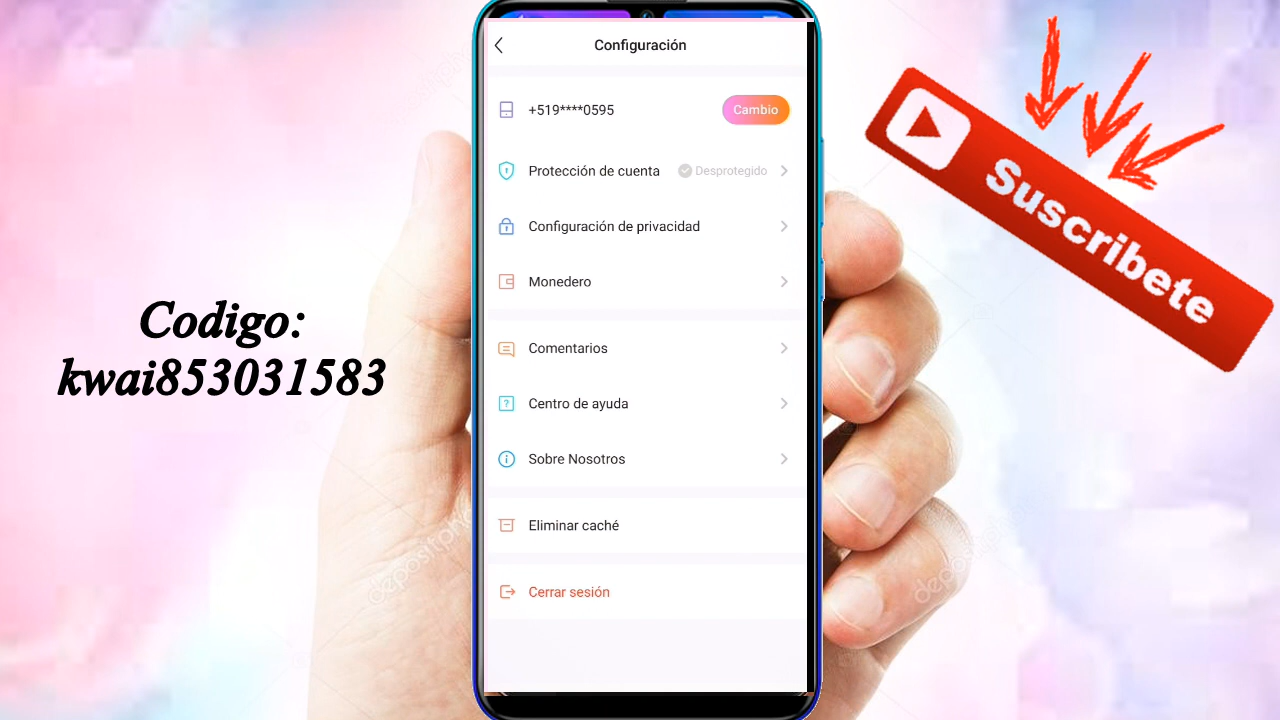 Configuración
+519****0595
Cambio
Protección de cuenta
Desprotegido
Configuración de privacidad
Monedero
Comentarios
Centro de ayuda
Sobre Nosotros
Eliminar caché
Cerrar sesión
Codigo:
kwai853031583
Suscribete